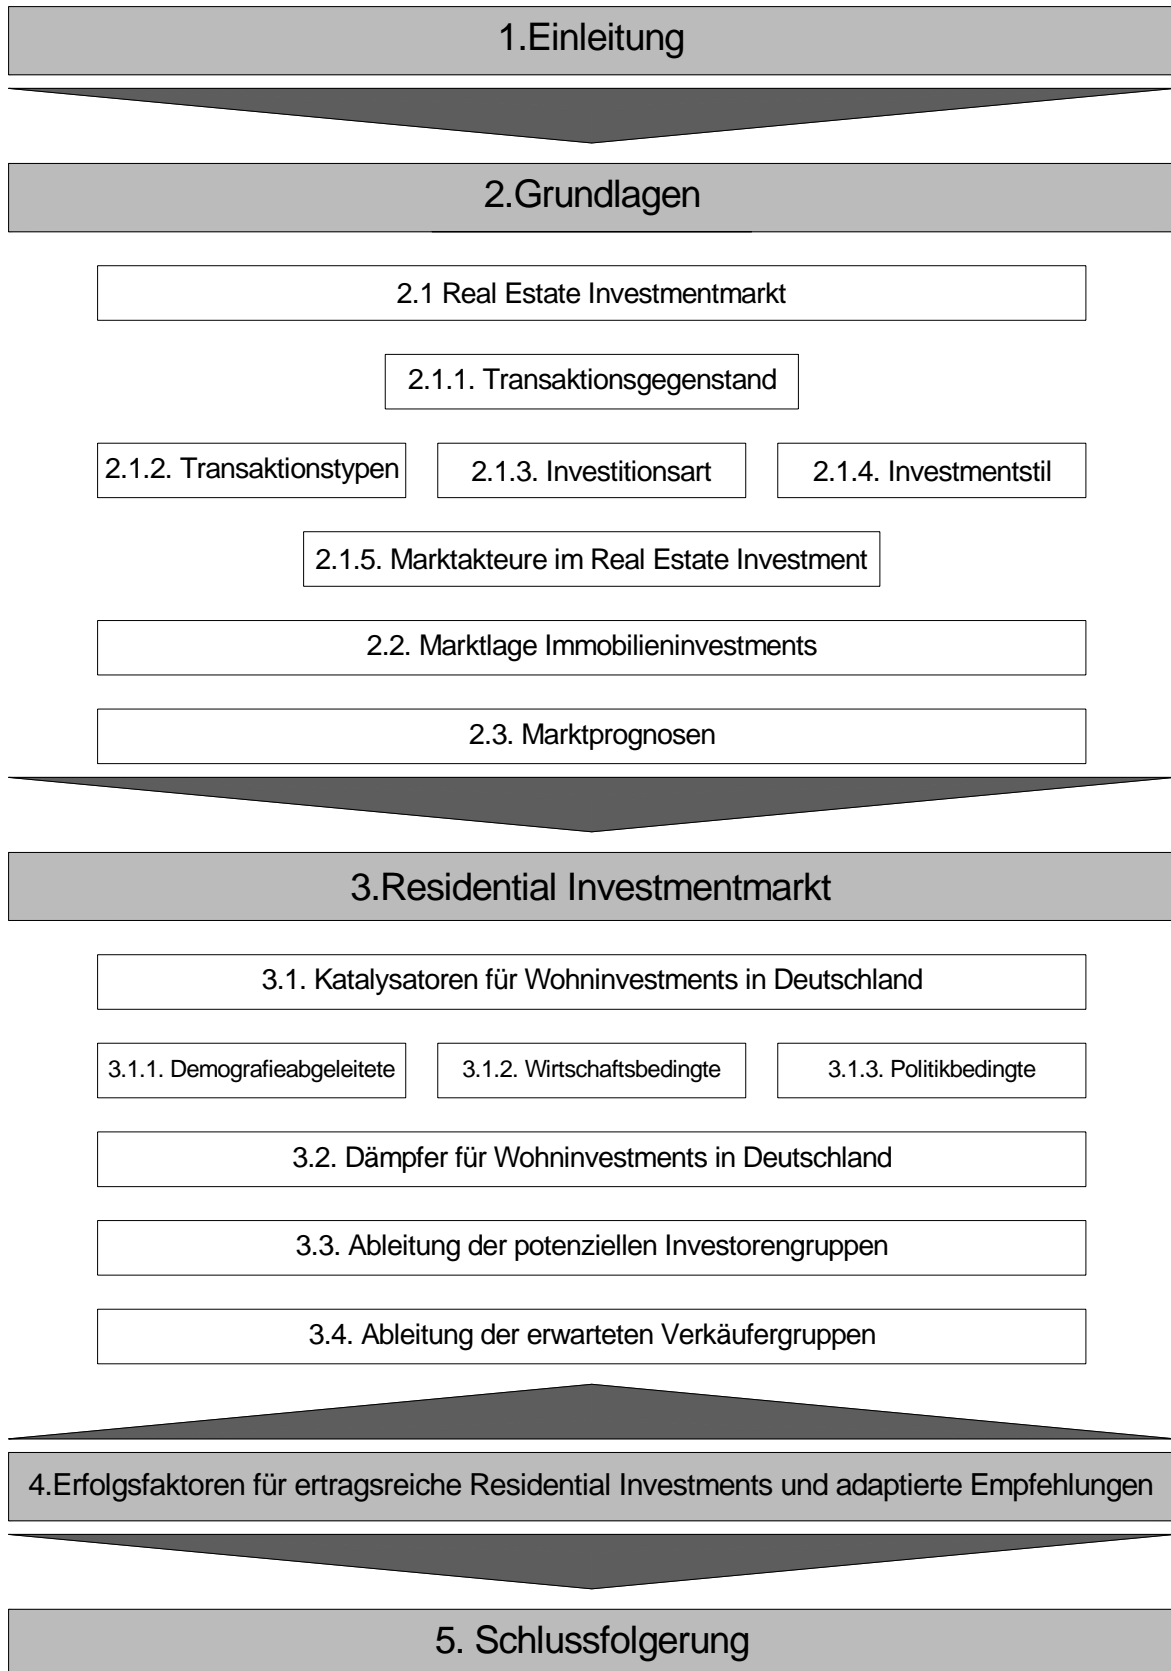 1.Einleitung
2.Grundlagen
2.1 Real Estate Investmentmarkt
2.1.1. Transaktionsgegenstand
2.1.2. Transaktionstypen
2.1.3. Investitionsart
2.1.4. Investmentstil
2.1.5. Marktakteure im Real Estate Investment
2.2. Marktlage Immobilieninvestments
2.3. Marktprognosen
3.Residential Investmentmarkt
3.1. Katalysatoren für Wohninvestments in Deutschland
3.1.1. Demografieabgeleitete
3.1.2. Wirtschaftsbedingte
3.1.3. Politikbedingte
3.2. Dämpfer für Wohninvestments in Deutschland
3.3. Ableitung der potenziellen Investorengruppen
3.4. Ableitung der erwarteten Verkäufergruppen
4.Erfolgsfaktoren für ertragsreiche Residential Investments und adaptierte Empfehlungen
5. Schlussfolgerung